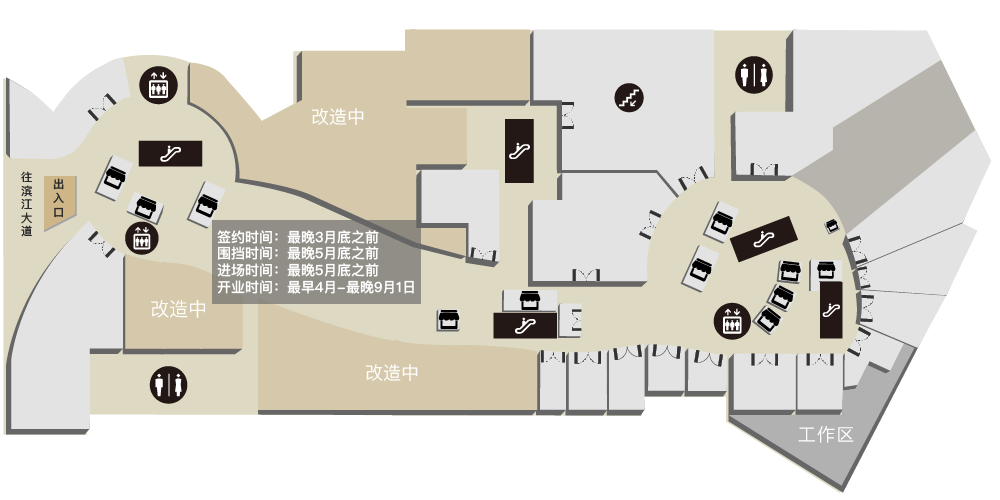 改造中
往滨江大道
出入口
签约时间：最晚3月底之前
围挡时间：最晚5月底之前
进场时间：最晚5月底之前
开业时间：最早4月-最晚9月1日
改造中
改造中
工作区